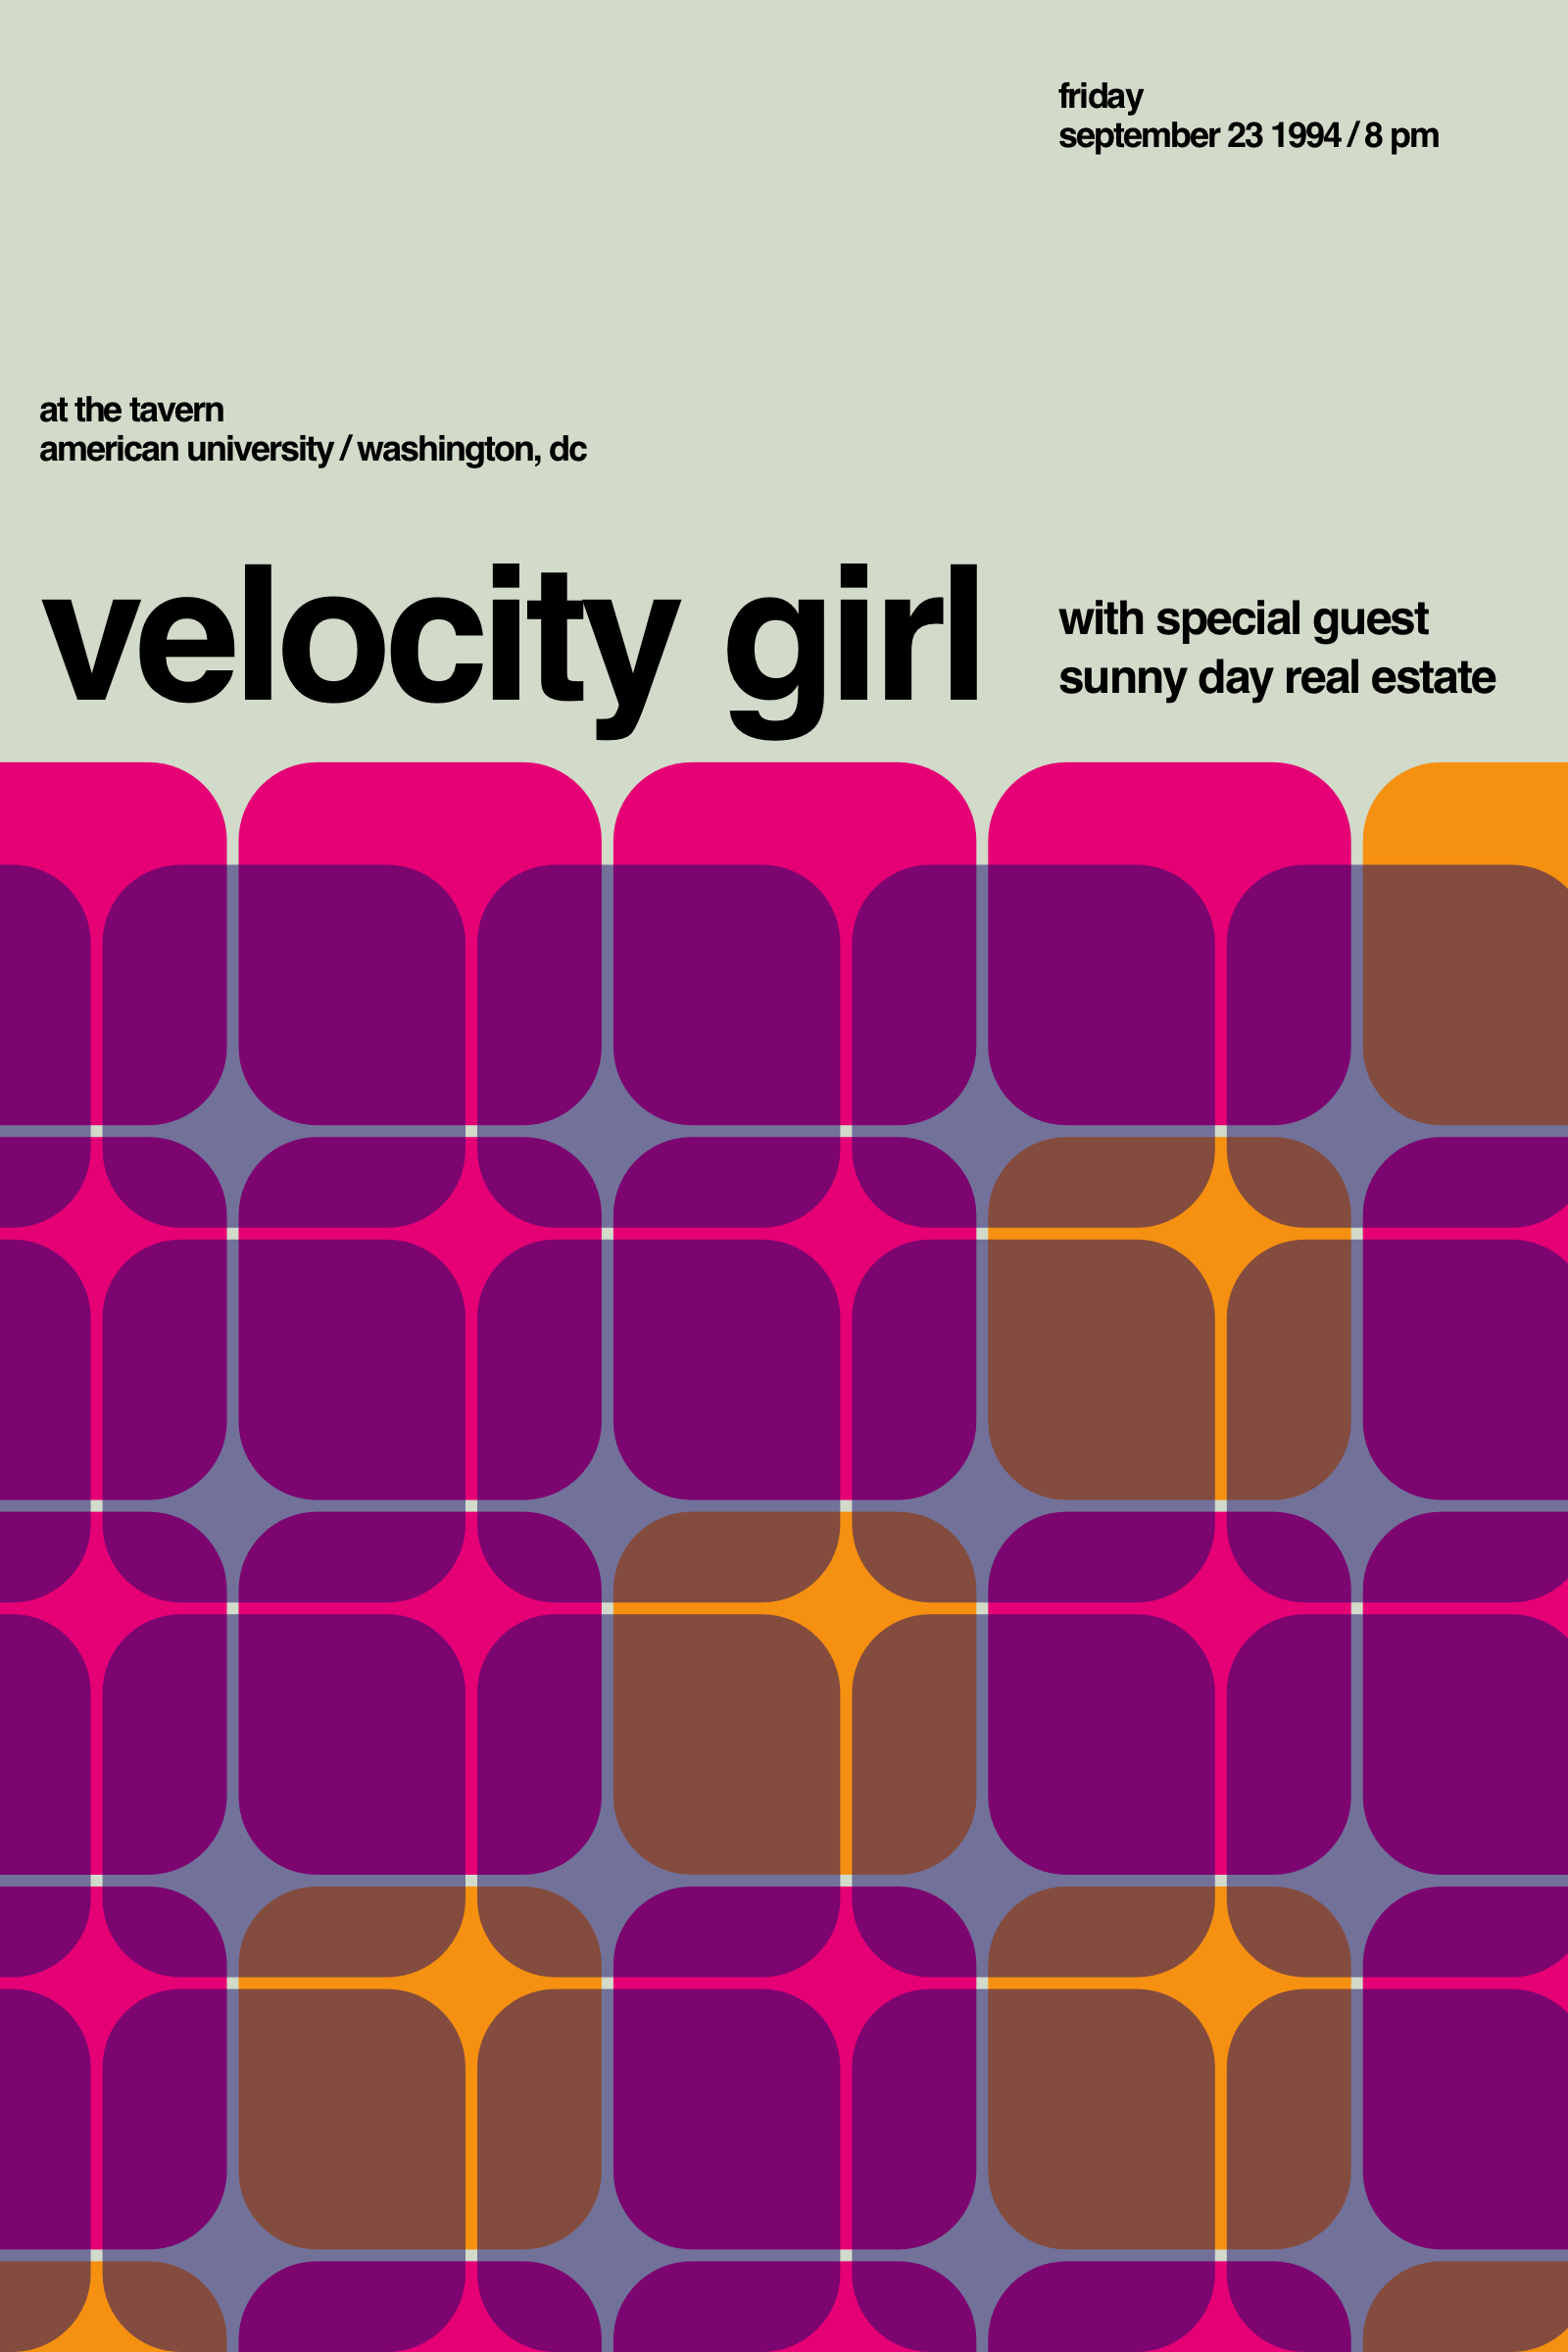 friday
september 23 1994 / 8 pm
at the tavern
american university / washington, dc
velocity girl
with special guest
sunny day real estate